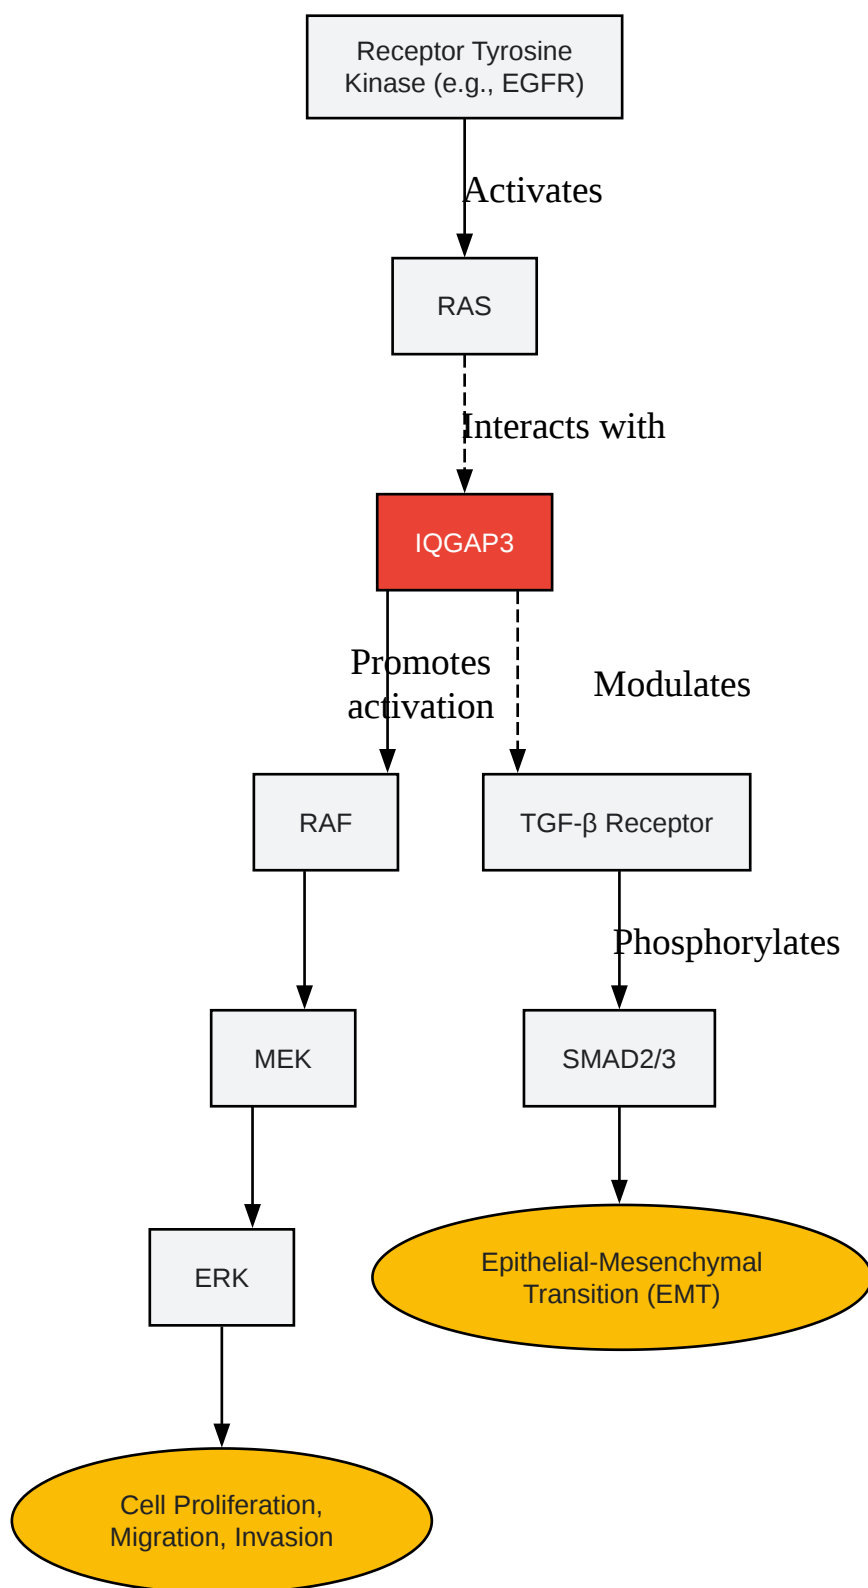 Receptor Tyrosine
Kinase (e.g., EGFR)
Activates
RAS
Interacts with
IQGAP3
Promotes
activation
Modulates
RAF
TGF-β Receptor
Phosphorylates
MEK
SMAD2/3
ERK
Epithelial-Mesenchymal
Transition (EMT)
Cell Proliferation,
Migration, Invasion